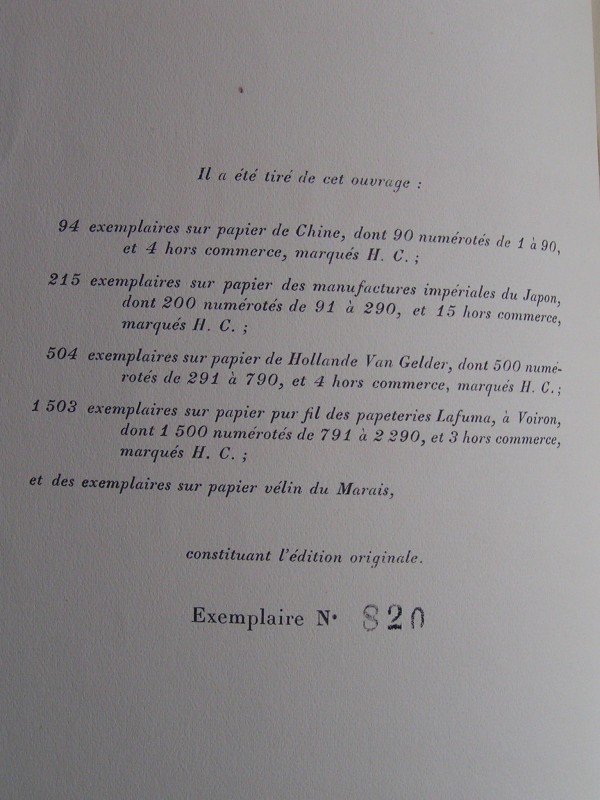 Il a été tiré de cet ouvrage :
94 exemplaires sur papier de Chine, dont 90 numérotés de 1 à 90,
et 4 hors commerce, marqués H. C. ;
215 exemplaires sur papier des manufactures impériales du Japon,
dont 200 numérotés de 91 à 290, et 15 hors commerce,
marqués H. C. ;
504 exemplaires sur papier de Hollande Van Gelder, dont 500 numé-
rotés de 291 à 790, et 4 hors commerce, marqués H. C. ;
1 503 exemplaires sur papier pur fil des papeteries Lafuma, à Voiron,
dont 1 500 numérotés de 791 à 2 290, et 3 hors commerce,
marqués H. C. ;
et des exemplaires sur papier vélin du Marais,
constituant l'édition originale.
Exemplaire N° 820